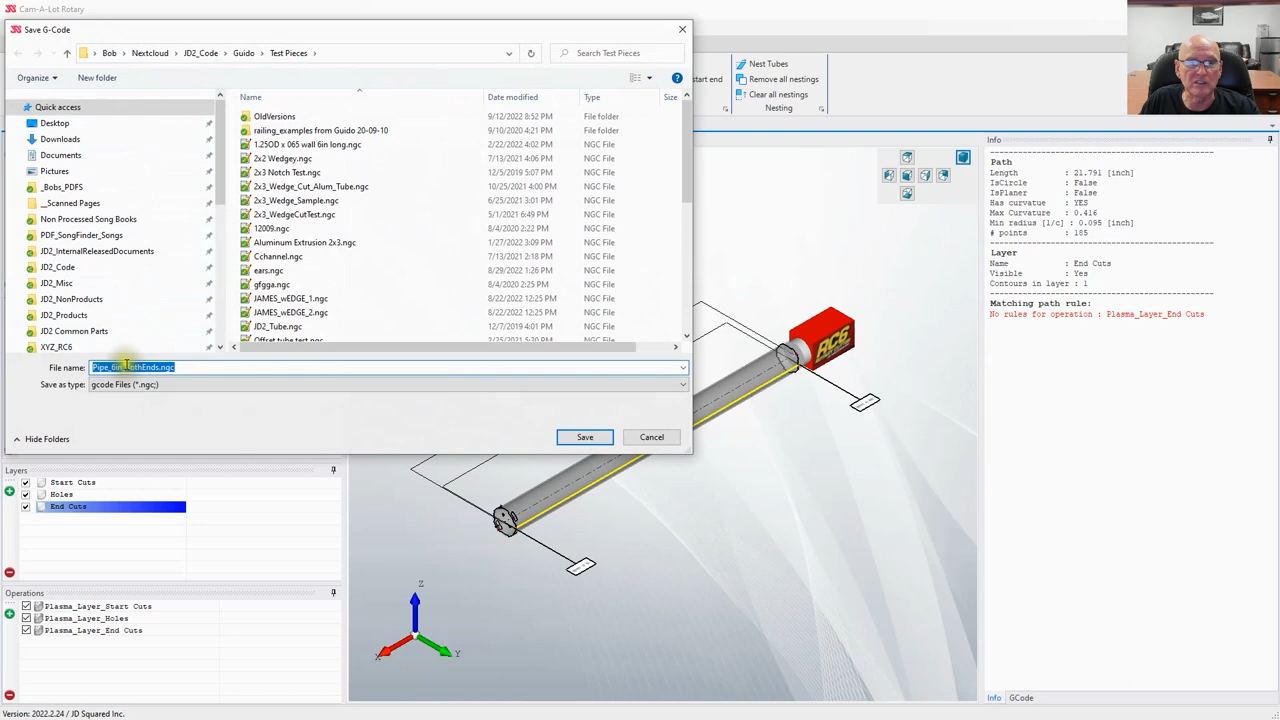 Cam-A-Lot Rotary
Save G-Code
Bob > Nextcloud > JD2_Code > Guido > Test Pieces >
Search Test Pieces
Organize
New folder
Name
Date modified
Type
Size
Quick access
Desktop
Downloads
Documents
Pictures
_Bobs_PDFS
__Scanned Pages
Non Processed Song Books
PDF_SongFinder_Songs
JD2_InternalReleasedDocuments
JD2_Code
JD2_Misc
JD2_NonProducts
JD2_Products
JD2 Common Parts
XYZ_RC6
OldVersions 9/12/2022 8:52 PM File folder
railing_examples from Guido 20-09-10 9/10/2020 4:21 PM File folder
1.25OD x 065 wall 6in long.ngc 2/22/2022 4:02 PM NGC File
2x2 Wedgey.ngc 7/13/2021 4:06 PM NGC File
2x3 Notch Test.ngc 12/5/2019 5:07 PM NGC File
2x3_Wedge_Cut_Alum_Tube.ngc 10/25/2021 4:00 PM NGC File
2x3_Wedge_Sample.ngc 6/25/2021 3:01 PM NGC File
2x3_WedgeCutTest.ngc 5/1/2021 6:49 PM NGC File
12009.ngc 8/4/2020 2:22 PM NGC File
Aluminum Extrusion 2x3.ngc 1/27/2022 3:09 PM NGC File
Cchannel.ngc 7/13/2021 2:18 PM NGC File
ears.ngc 8/29/2022 1:26 PM NGC File
gfgga.ngc 8/4/2020 2:25 PM NGC File
JAMES_wEDGE_1.ngc 8/22/2022 12:25 PM NGC File
JAMES_wEDGE_2.ngc 8/22/2022 12:25 PM NGC File
JD2_Tube.ngc 12/7/2019 4:01 PM NGC File
Offset tube test.ngc
File name:
Save as type: gcode Files (*.ngc;)
Hide Folders
Save
Cancel
start end
Nest Tubes
Remove all nestings
Clear all nestings
Nesting
Layers
Start Cuts
Holes
End Cuts
Operations
Plasma_Layer_Start Cuts
Plasma_Layer_Holes
Plasma_Layer_End Cuts
RC6
Z
X
Y
Info
Path
Length : 21.791 [inch]
IsCircle : False
IsPlaner : False
Has curvatue : YES
Max Curvature : 0.416
Min radius [1/c] : 0.095 [inch]
# points : 185
Layer
Name : End Cuts
Visible : Yes
Contours in layer : 1
Matching path rule:
No rules for operation : Plasma_Layer_End Cuts
Info
GCode
Version: 2022.2.24 / JD Squared Inc.